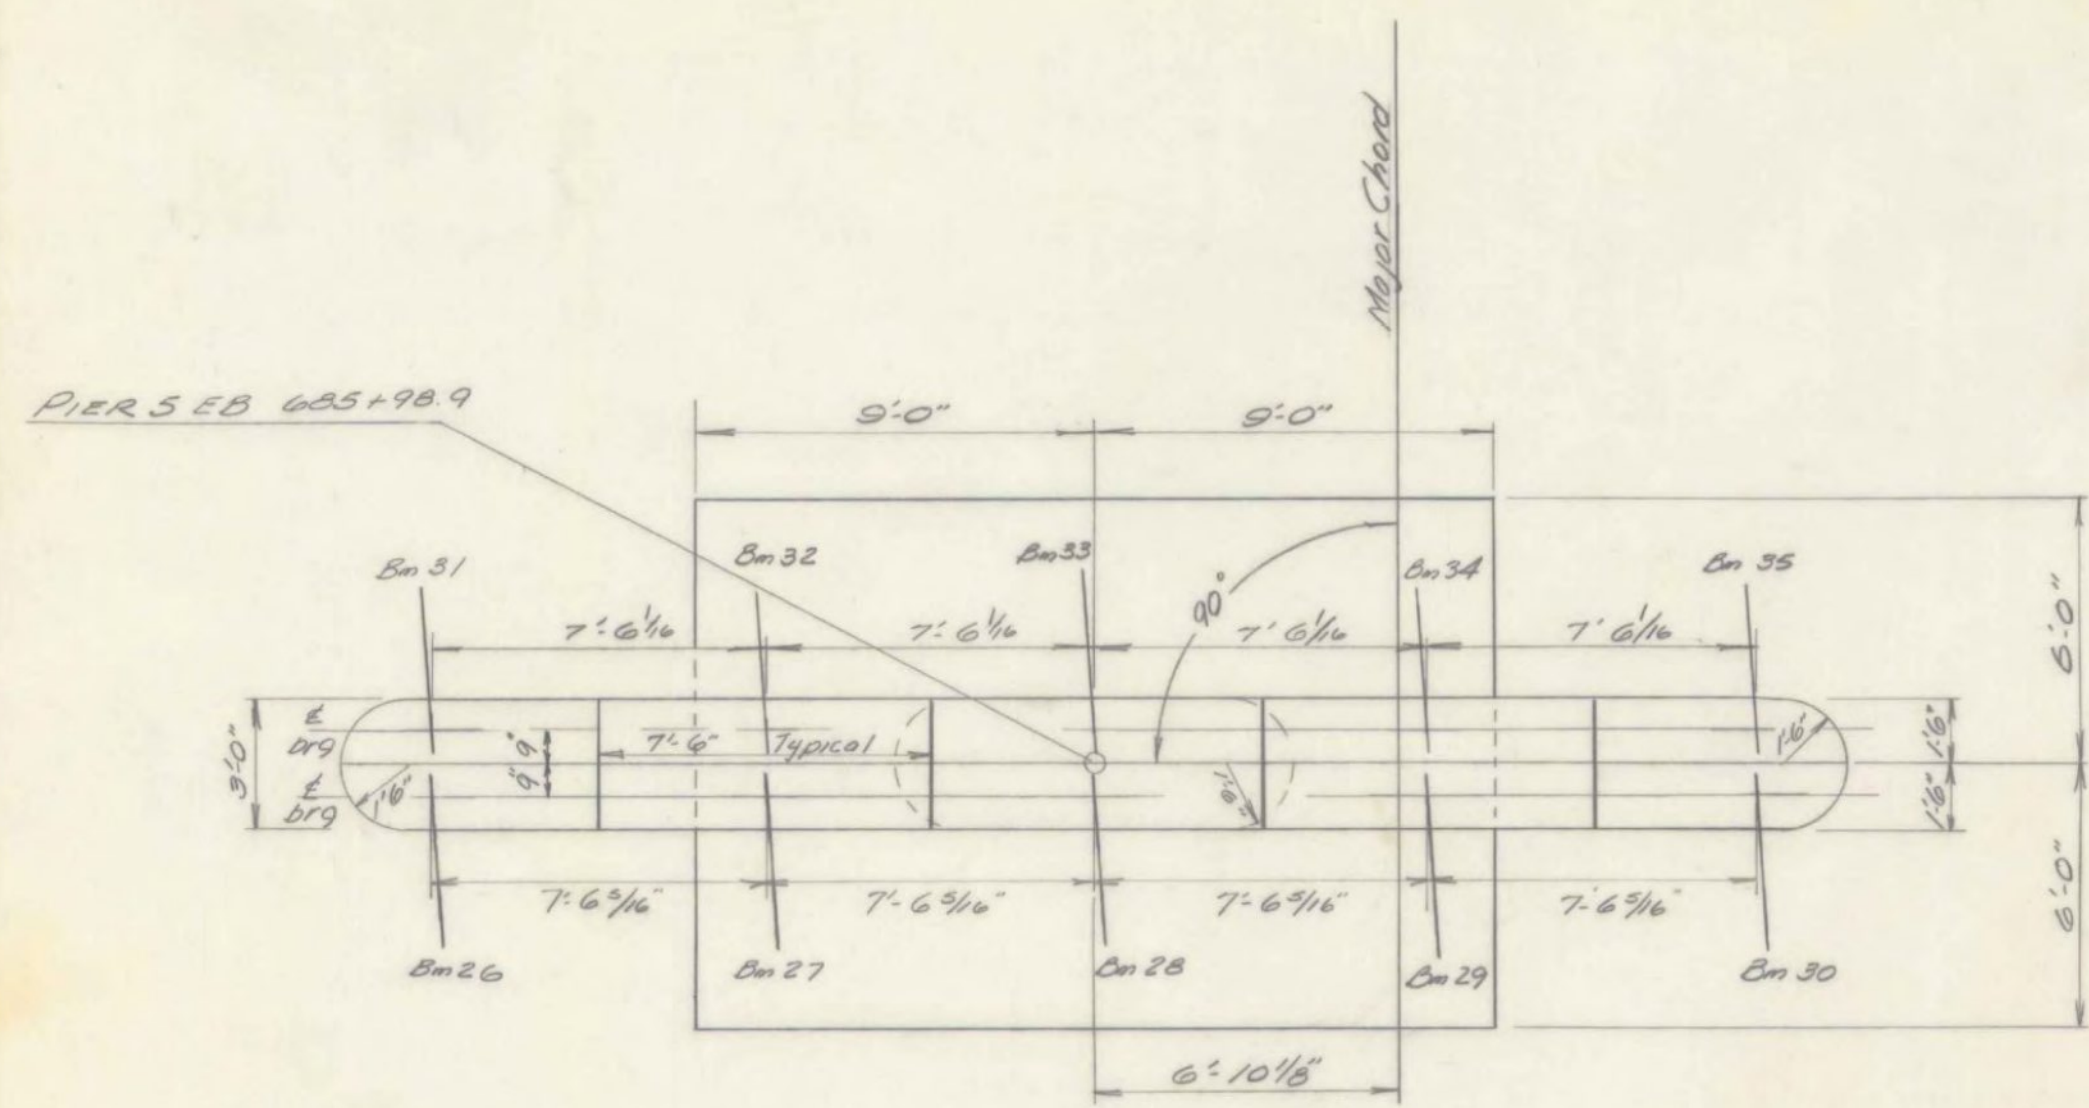 Major Chord
PIER 5 EB 685+98.9
9'-0" 9'-0"
Bm 31 Bm 32 Bm 33 Bm 34 Bm 35
90°
7'-6 1/16 7'-6 1/16 7' 6 1/16 7' 6 1/16
6'-0"
3'-0"
℄ brg
℄ brg
9"
9"
7'-6" Typical
1'-6"
1'-6"
1'-6"
1'-6"
1'-6"
6'-0"
7'-6 5/16" 7'-6 5/16" 7'-6 5/16" 7'-6 5/16"
Bm 26 Bm 27 Bm 28 Bm 29 Bm 30
6'-10 1/8"